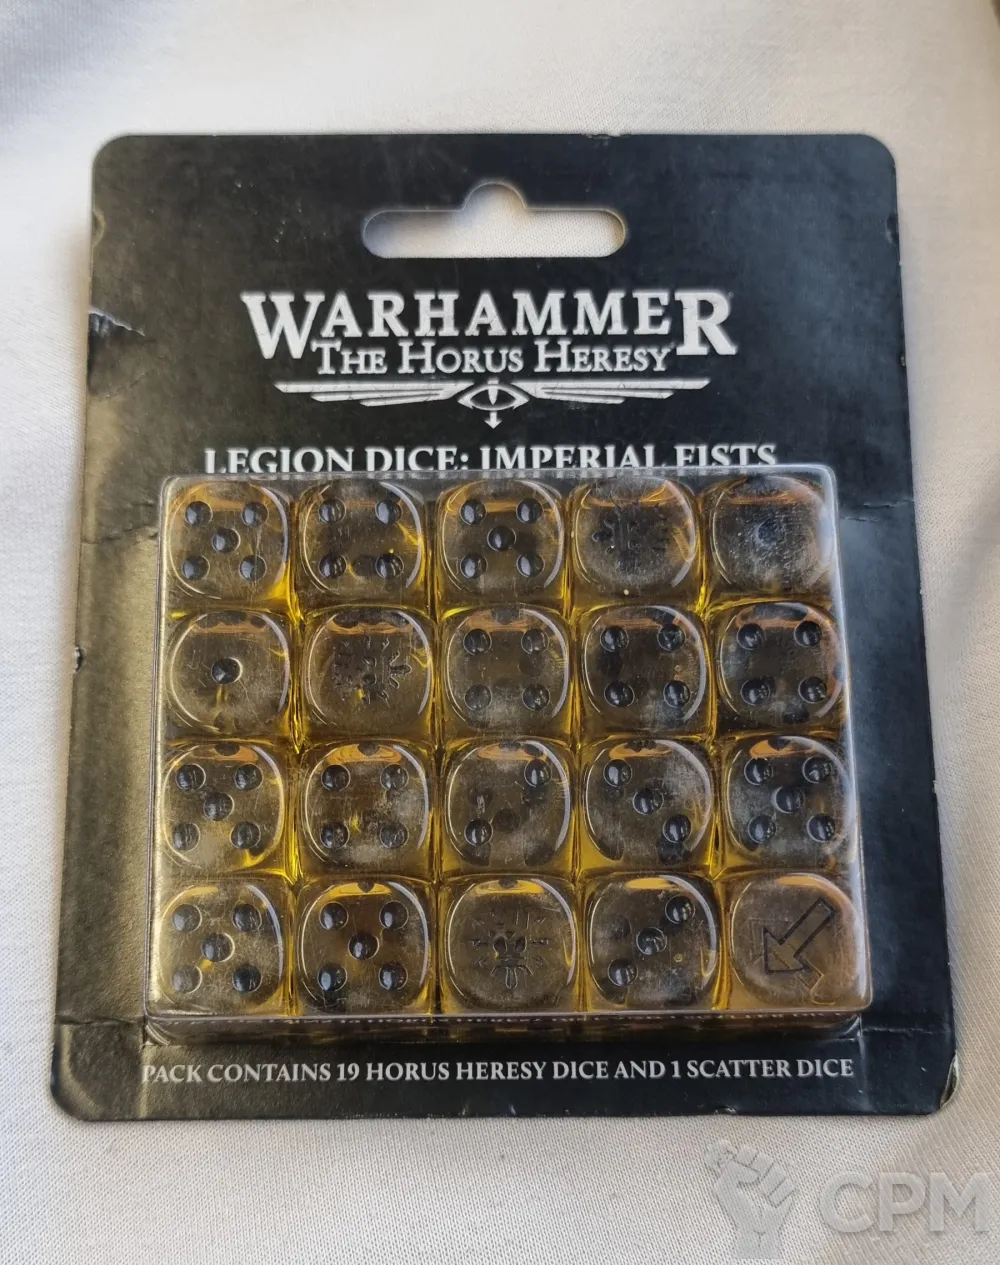 WARHAMMER
THE HORUS HERESY
LEGION DICE: IMPERIAL FISTS
PACK CONTAINS 19 HORUS HERESY DICE AND 1 SCATTER DICE
CPM